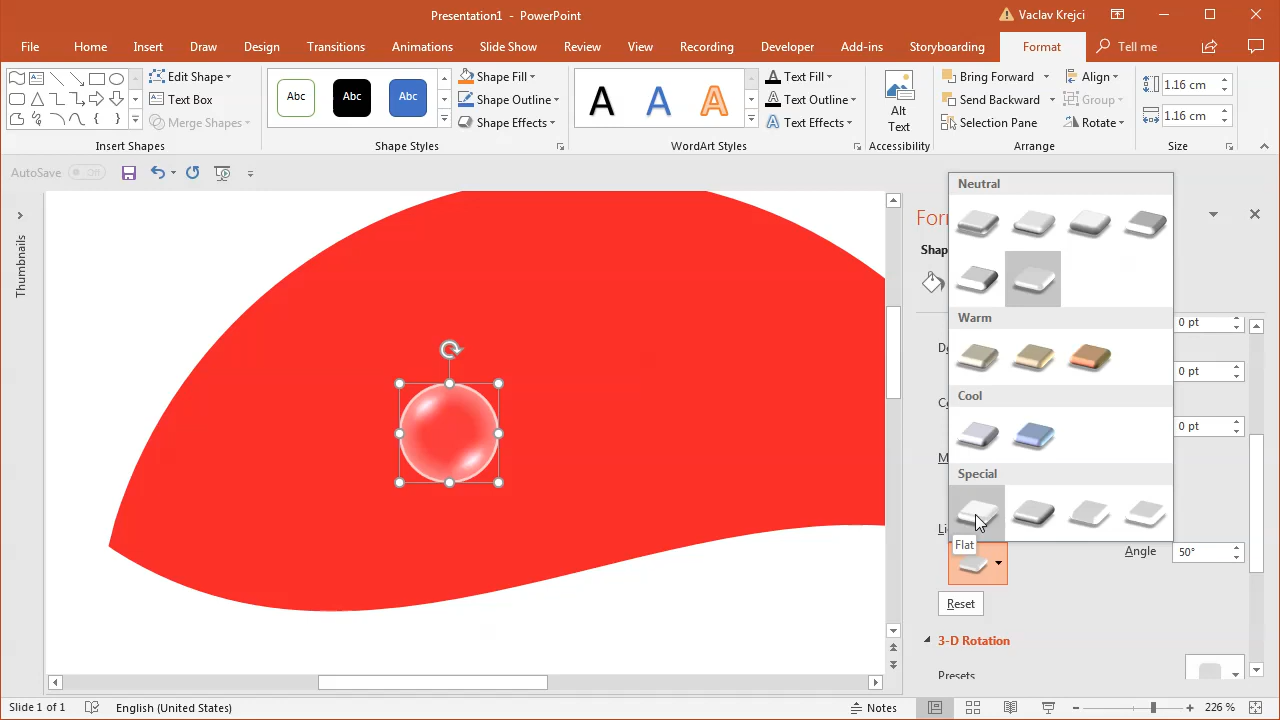 Presentation1 - PowerPoint
Vaclav Krejci
File Home Insert Draw Design Transitions Animations Slide Show Review View Recording Developer Add-ins Storyboarding Format Tell me
Edit Shape
Merge Shapes
Insert Shapes
Abc Abc Abc
Shape Fill
Shape Outline
Shape Effects
Shape Styles
A A A
Text Fill
Text Outline
Text Effects
WordArt Styles
Alt
Text
Accessibility
Bring Forward
Send Backward
Selection Pane
Align
Group
Rotate
Arrange
1.16 cm
1.16 cm
Size
AutoSave Off
Thumbnails
Neutral
Warm
Cool
Special
Flat
0 pt
0 pt
0 pt
Angle 50°
Reset
3-D Rotation
Presets
Slide 1 of 1 English (United States) Notes 226 %